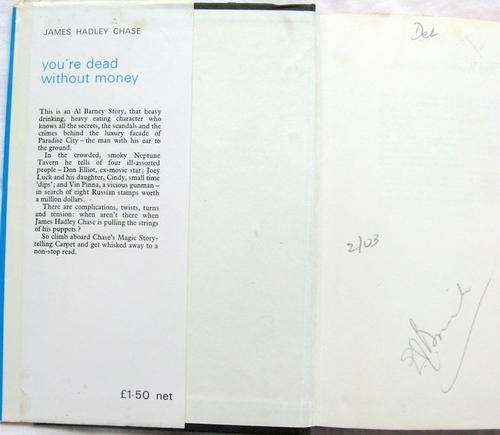 JAMES HADLEY CHASE
you're dead
without money
This is an Al Barney Story, that heavy
drinking, heavy eating character who
knows all the secrets, the scandals and the
crimes behind the luxury facade of
Paradise City – the man with his ear to
the ground.
In the crowded, smoky Neptune
Tavern he tells of four ill-assorted
people – Don Elliot, ex-movie star; Joey
Luck and his daughter, Cindy, small time
'dips'; and Vin Pinna, a vicious gunman –
in search of eight Russian stamps worth
a million dollars.
There are complications, twists, turns
and tension: when aren't there when
James Hadley Chase is pulling the strings
of his puppets?
So climb aboard Chase's Magic Story-
telling Carpet and get whisked away to a
non-stop read.
£1·50 net
2/03